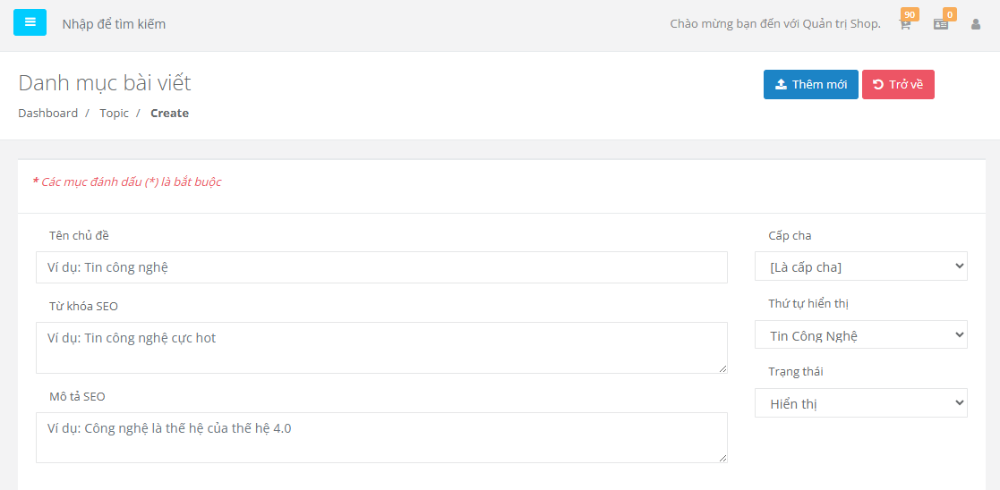 Nhập để tìm kiếm
Chào mừng bạn đến với Quản trị Shop.
90
0
Danh mục bài viết
Thêm mới
Trở về
Dashboard / Topic / Create
* Các mục đánh dấu (*) là bắt buộc
Tên chủ đề
Ví dụ: Tin công nghệ
Từ khóa SEO
Ví dụ: Tin công nghệ cực hot
Mô tả SEO
Ví dụ: Công nghệ là thế hệ của thế hệ 4.0
Cấp cha
[Là cấp cha]
Thứ tự hiển thị
Tin Công Nghệ
Trạng thái
Hiển thị